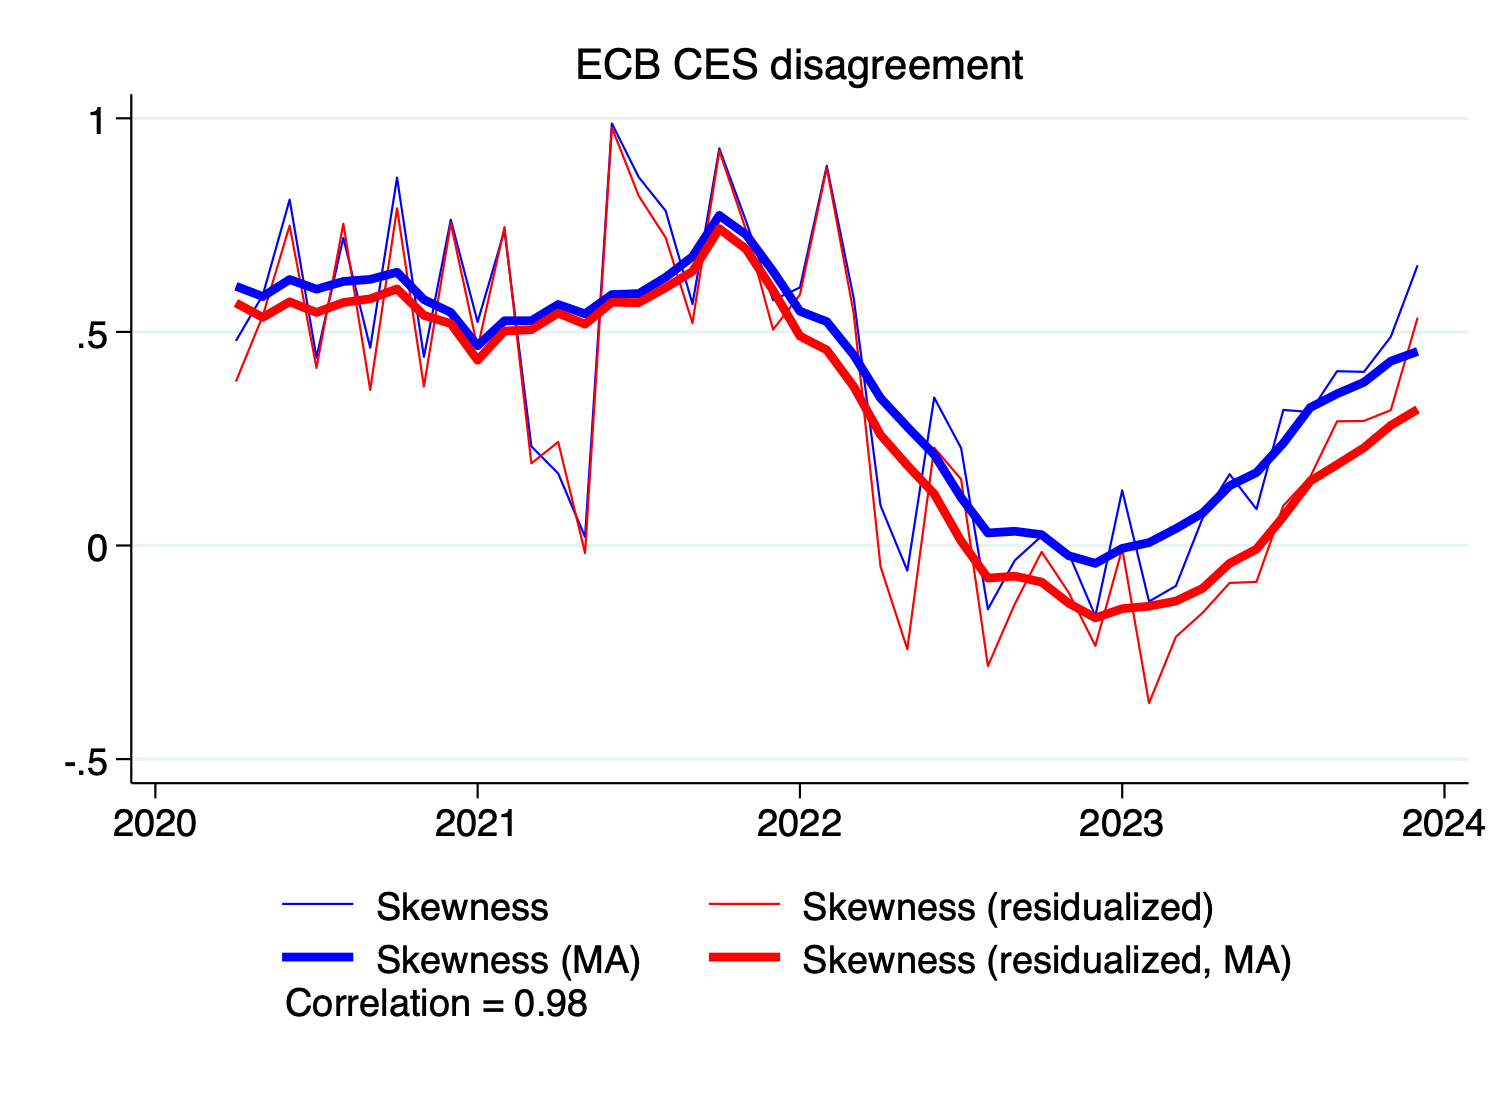 ECB CES disagreement
1
.5
0
-.5
2020 2021 2022 2023 2024
Skewness Skewness (residualized)
Skewness (MA) Skewness (residualized, MA)
Correlation = 0.98